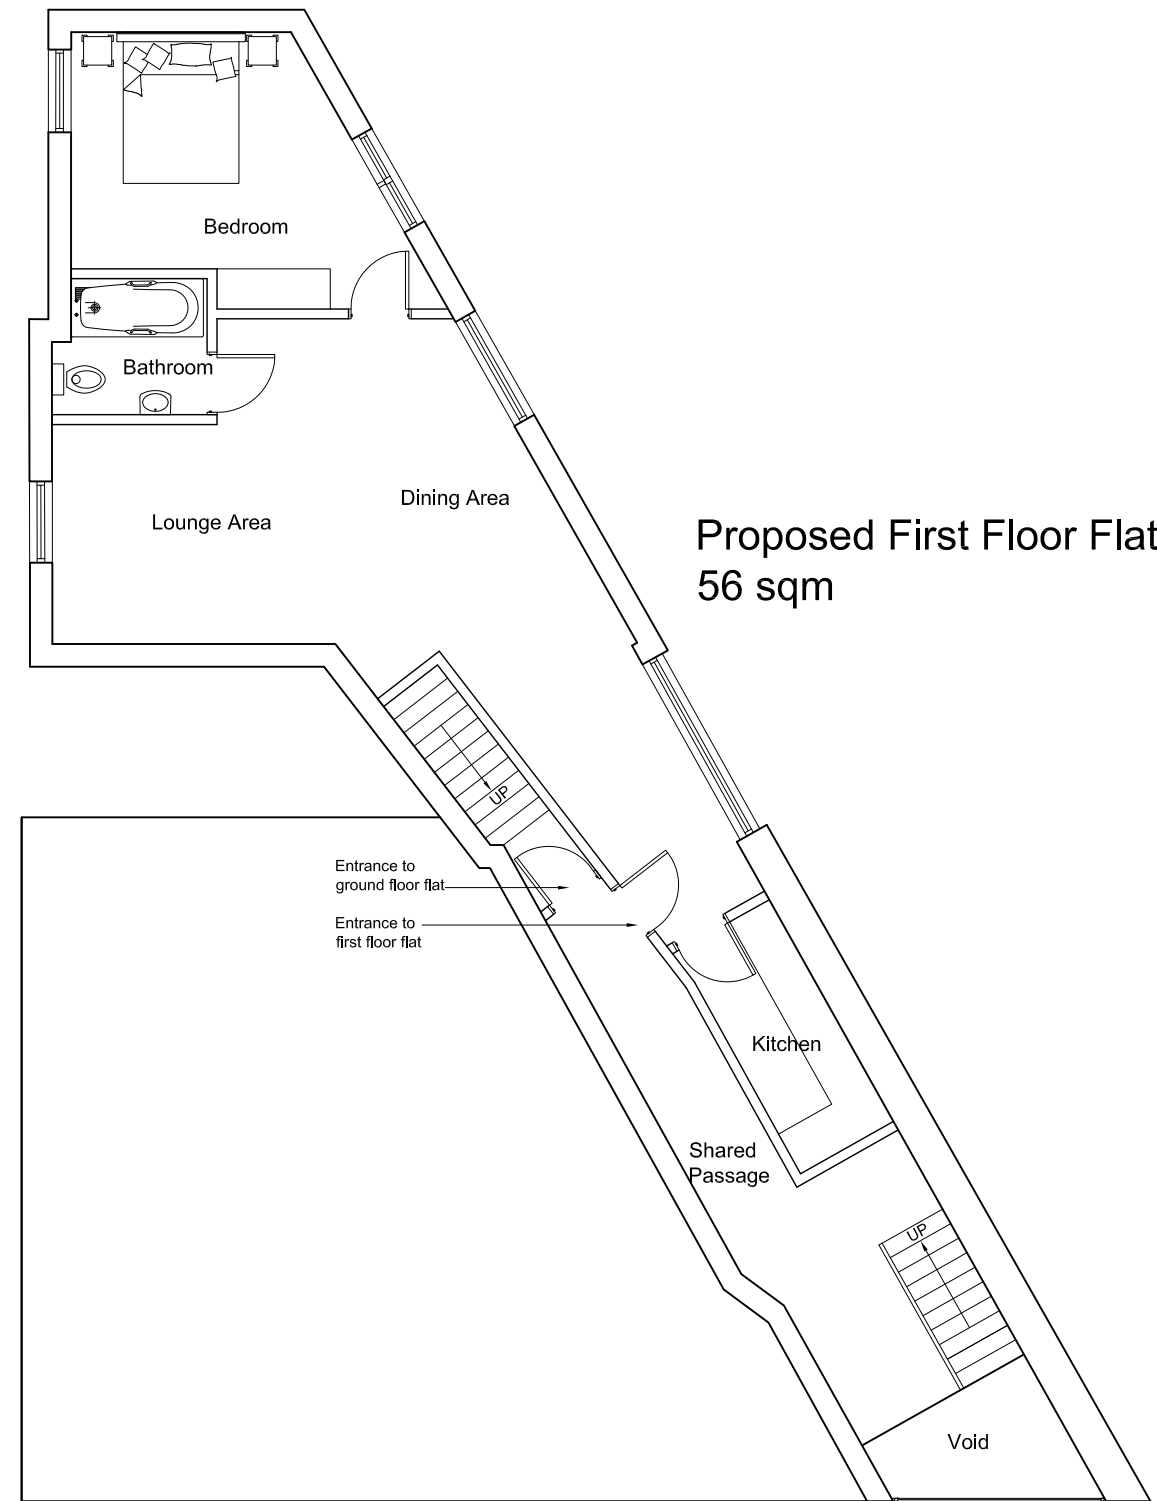 Bedroom
Bathroom
Dining Area
Lounge Area
Proposed First Floor Flat
56 sqm
UP
Entrance to
ground floor flat
Entrance to
first floor flat
Kitchen
Shared
Passage
UP
Void